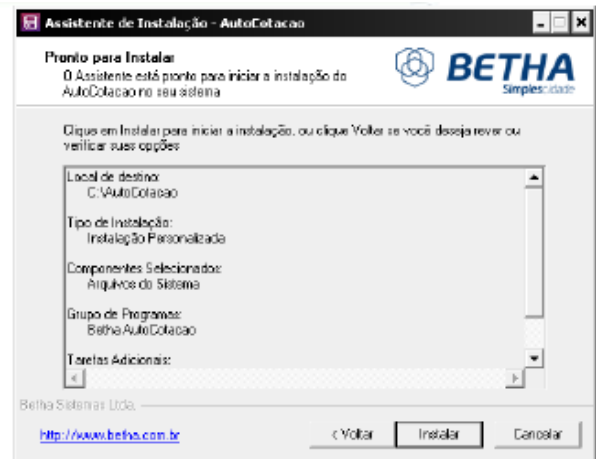 Assistente de Instalação - AutoCotacao
Pronto para Instalar
O Assistente está pronto para iniciar a instalação do
AutoCotacao no seu sistema
BETHA
Simplescidade
Clique em Instalar para iniciar a instalação, ou clique Voltar se você deseja rever ou
verificar suas opções
Local de destino:
C:\AutoCotacao
Tipo de Instalação:
Instalação Personalizada
Componentes Selecionados:
Arquivos do Sistema
Grupo de Programas:
Betha AutoCotacao
Tarefas Adicionais:
Betha Sistemas Ltda.
http://www.betha.com.br
< Voltar
Instalar
Cancelar